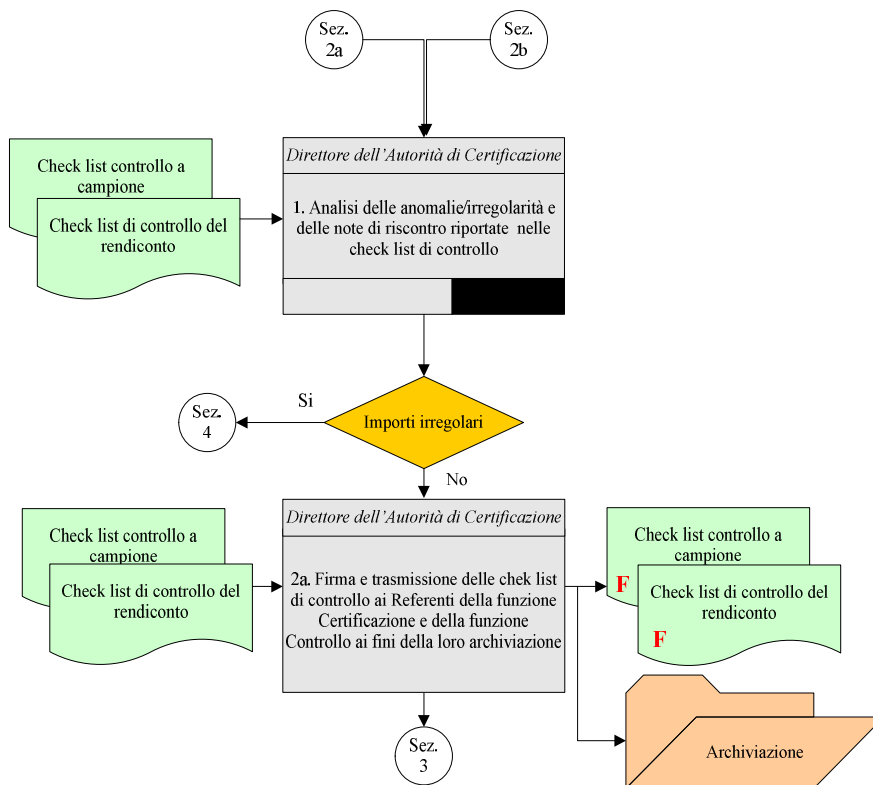 Sez.
2a
Sez.
2b
Direttore dell'Autorità di Certificazione
Check list controllo a
campione
Check list di controllo del
rendiconto
1. Analisi delle anomalie/irregolarità e
delle note di riscontro riportate nelle
check list di controllo
Si
Sez.
4
Importi irregolari
No
Direttore dell'Autorità di Certificazione
Check list controllo a
campione
Check list di controllo del
rendiconto
2a. Firma e trasmissione delle chek list
di controllo ai Referenti della funzione
Certificazione e della funzione
Controllo ai fini della loro archiviazione
Check list controllo a
campione
F
Check list di controllo del
rendiconto
F
Sez.
3
Archiviazione